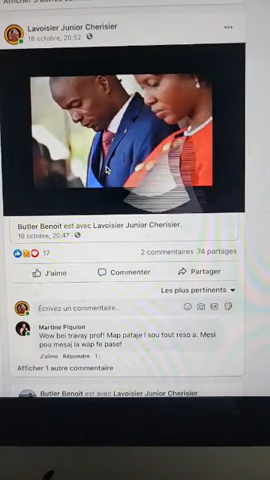 Lavoisier Junior Cherisier
18 octobre, 20:52
Butler Benoit est avec Lavoisier Junior Cherisier.
18 octobre, 20:47
17
2 commentaires 74 partages
J'aime
Commenter
Partager
Les plus pertinents
Écrivez un commentaire...
Martine Piquion
Wow bel travay prof! Map pataje l sou tout reso a. Mesi
pou mesaj la wap fe pase!
J'aime · Répondre · 1 j
Afficher 1 autre commentaire
Butler Benoit est avec Lavoisier Junior Cherisier.